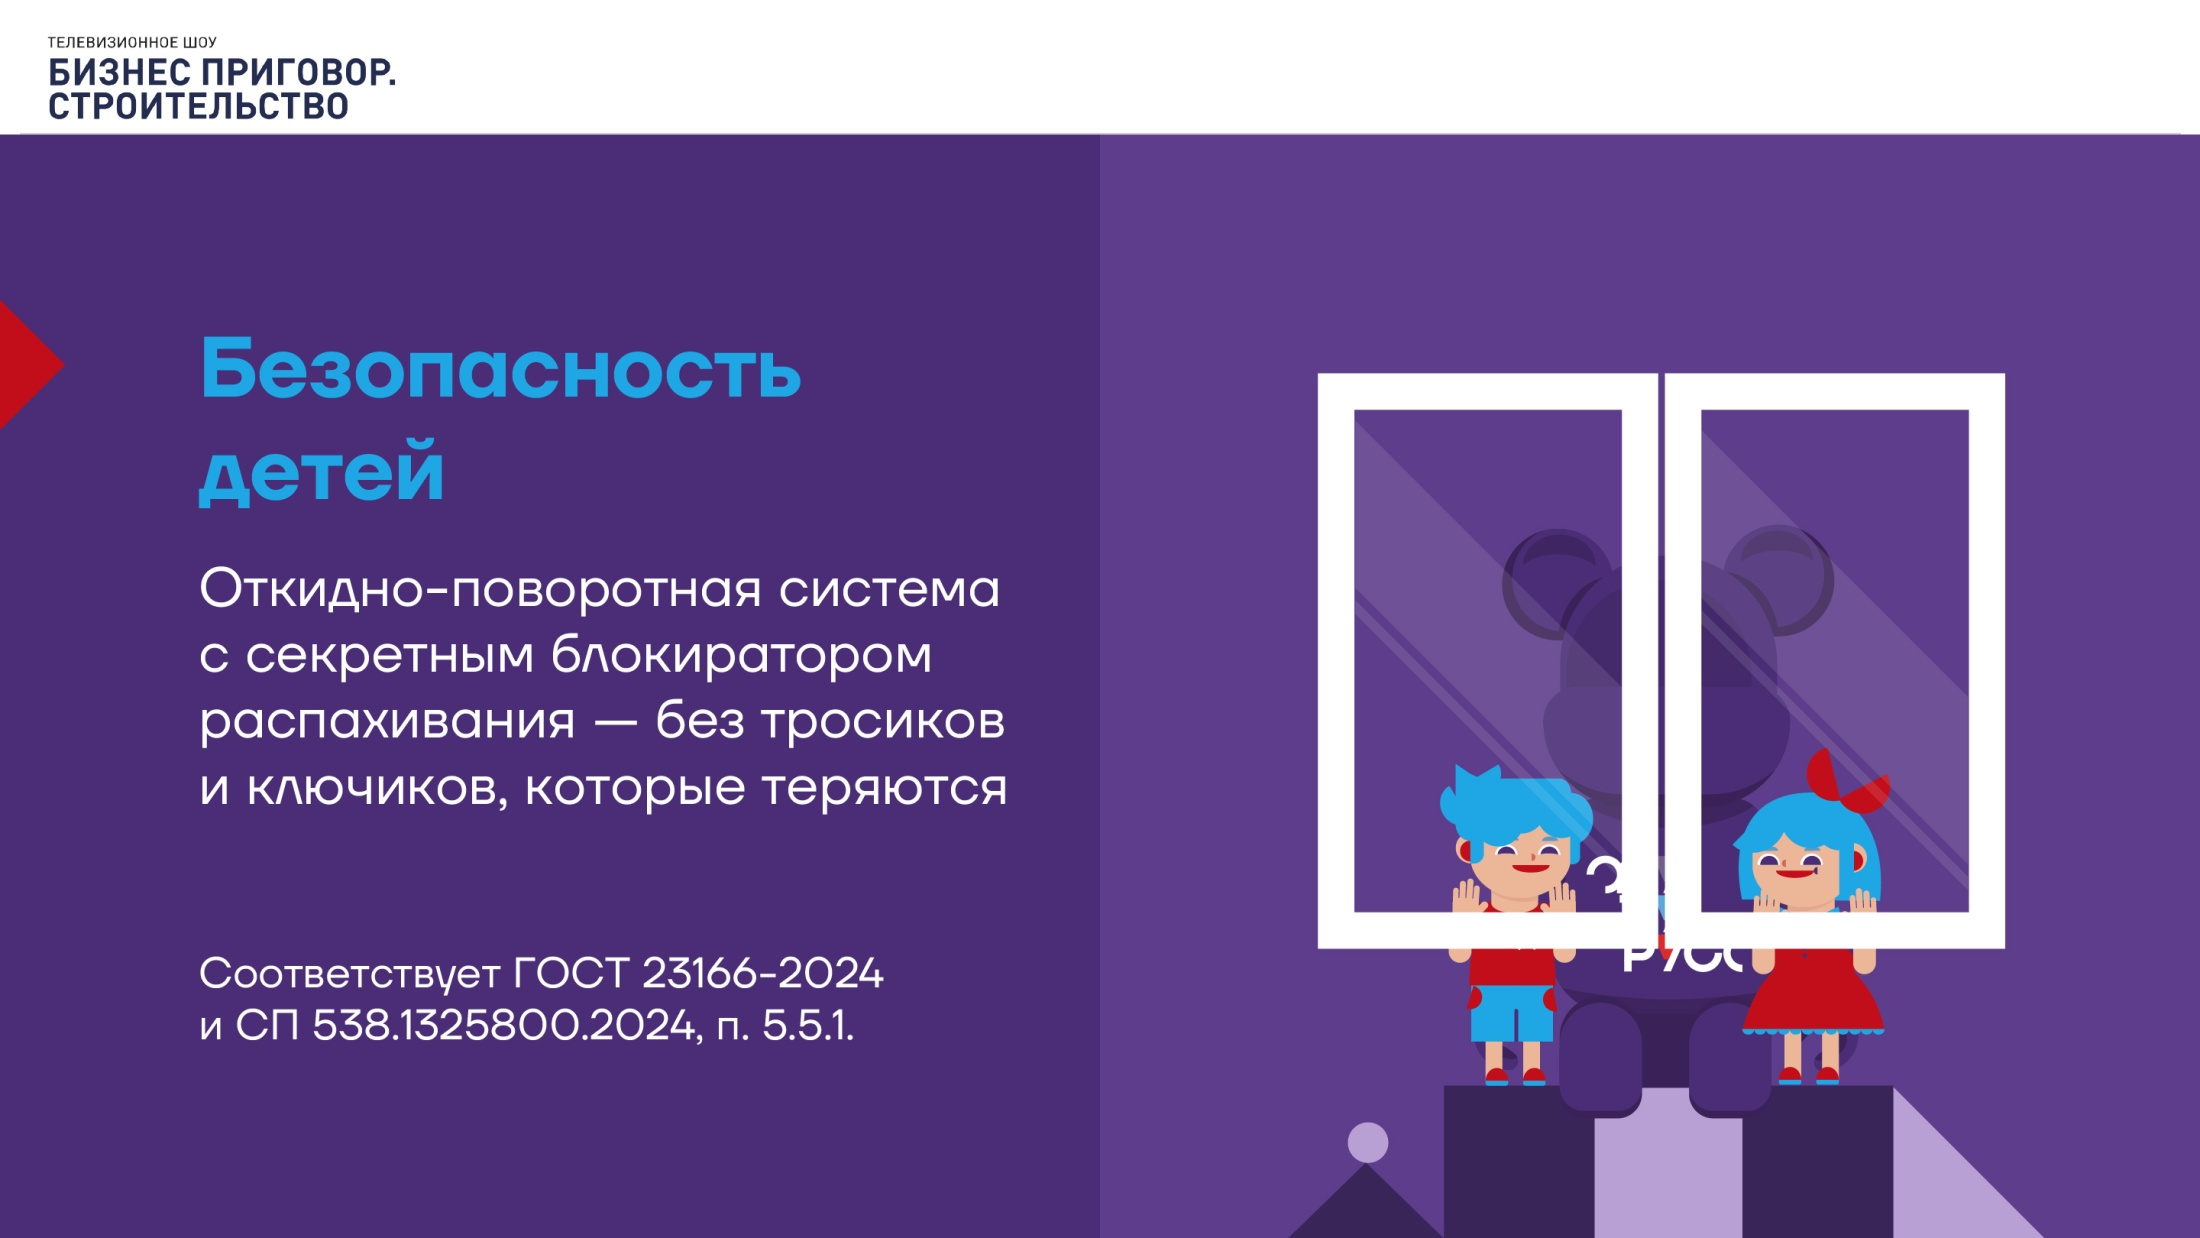 ТЕЛЕВИЗИОННОЕ ШОУ
БИЗНЕС ПРИГОВОР.
СТРОИТЕЛЬСТВО
Безопасность
детей
Откидно-поворотная система
с секретным блокиратором
распахивания — без тросиков
и ключиков, которые теряются
Соответствует ГОСТ 23166-2024
и СП 538.1325800.2024, п. 5.5.1.